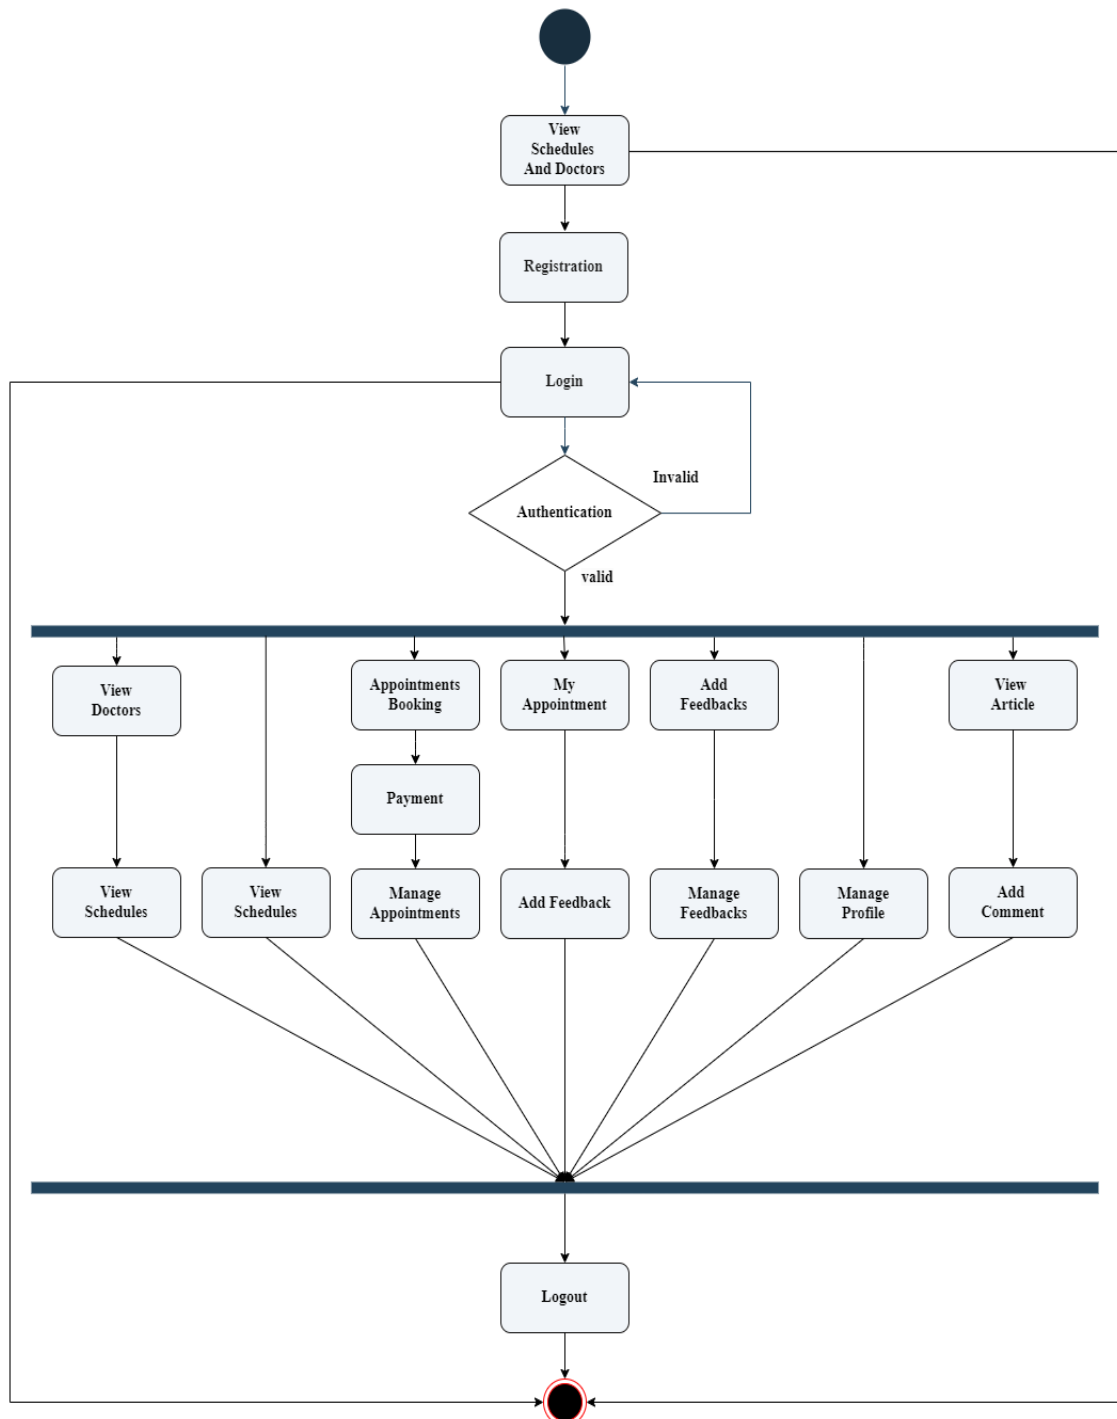 View
Schedules
And Doctors
Registration
Login
Invalid
Authentication
valid
View
Doctors
Appointments
Booking
My
Appointment
Add
Feedbacks
View
Article
Payment
View
Schedules
View
Schedules
Manage
Appointments
Add Feedback
Manage
Feedbacks
Manage
Profile
Add
Comment
Logout